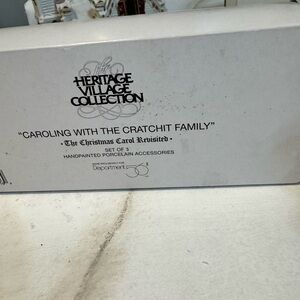 The
HERITAGE
VILLAGE
COLLECTION
"CAROLING WITH THE CRATCHIT FAMILY"
• The Christmas Carol Revisited •
SET OF 3
HANDPAINTED PORCELAIN ACCESSORIES
Department 56